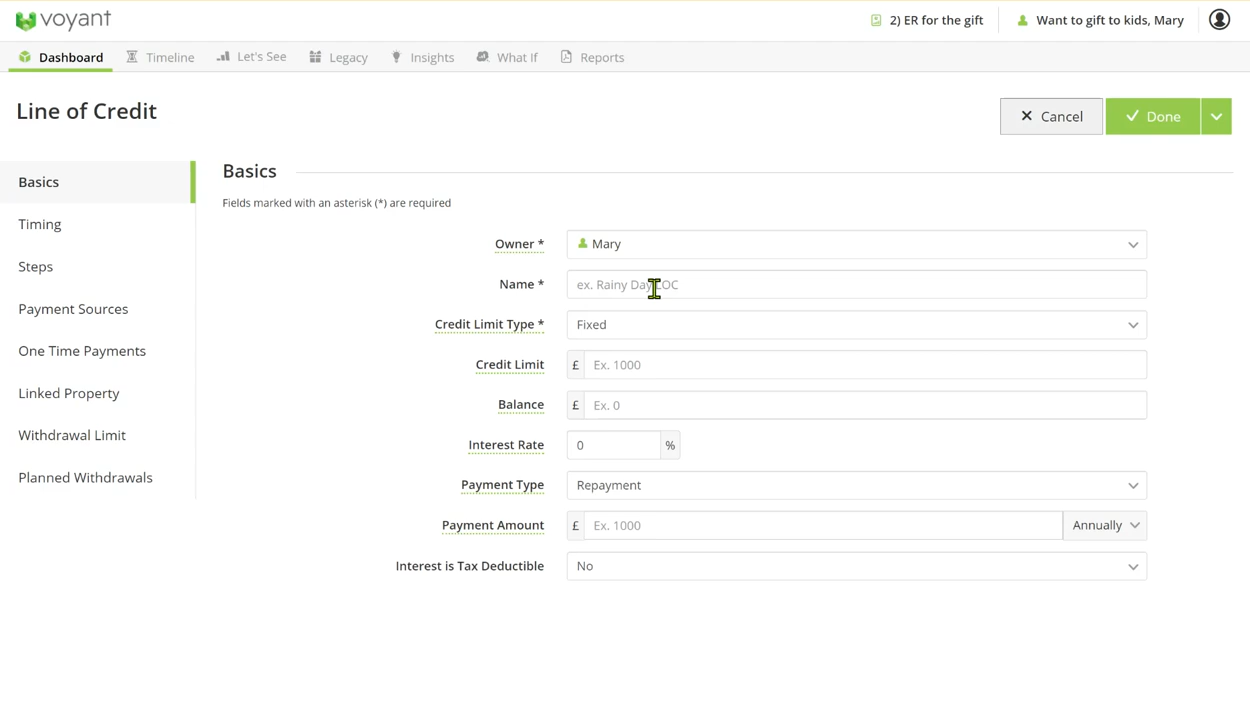 voyant
2) ER for the gift
Want to gift to kids, Mary
Dashboard
Timeline
Let's See
Legacy
Insights
What If
Reports
Line of Credit
Cancel
Done
Basics
Timing
Steps
Payment Sources
One Time Payments
Linked Property
Withdrawal Limit
Planned Withdrawals
Basics
Fields marked with an asterisk (*) are required
Owner * Mary
Name * ex. Rainy Day LOC
Credit Limit Type * Fixed
Credit Limit £ Ex. 1000
Balance £ Ex. 0
Interest Rate 0 %
Payment Type Repayment
Payment Amount £ Ex. 1000 Annually
Interest is Tax Deductible No